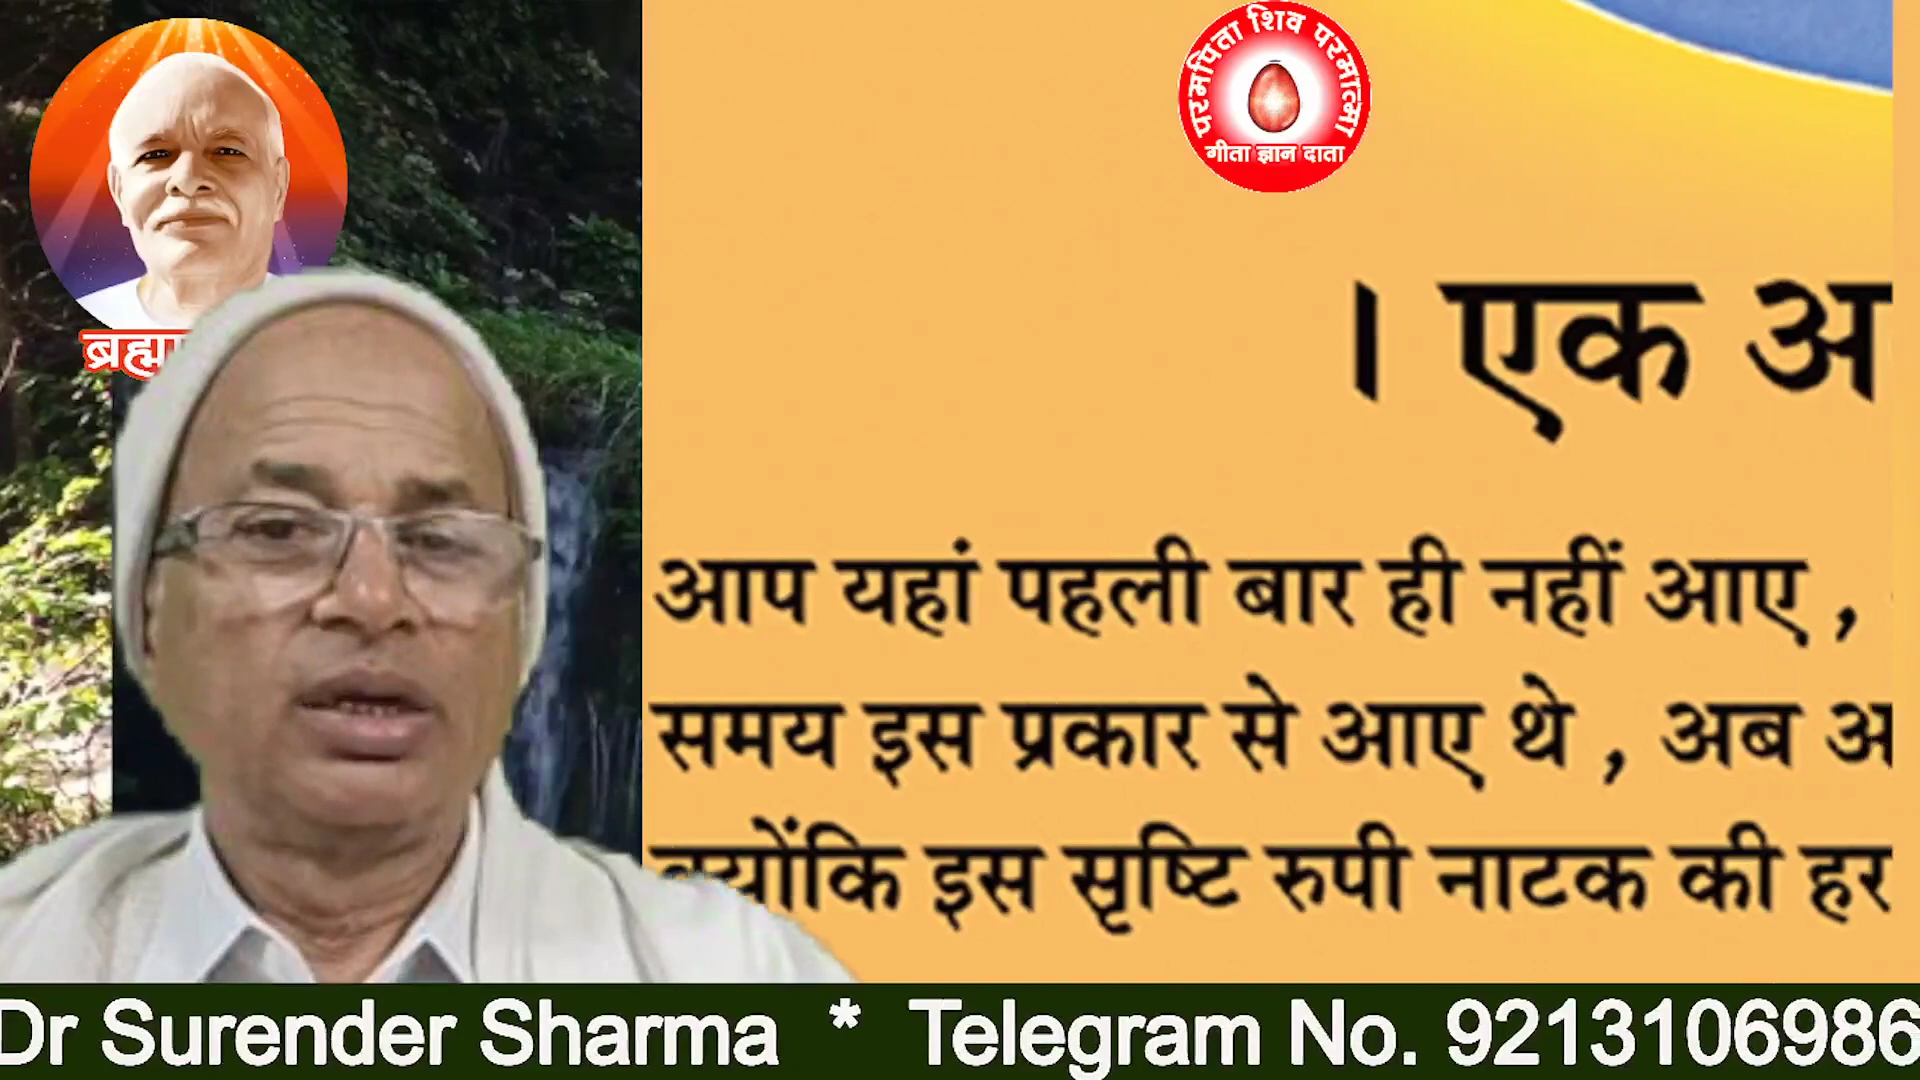 परमपिता शिव परमात्मा
गीता ज्ञान दाता
। एक
आप यहां पहली बार ही नहीं आए ,
समय इस प्रकार से आए थे , अब
क्योंकि इस सृष्टि रुपी नाटक की हर
Dr Surender Sharma * Telegram No. 9213106986